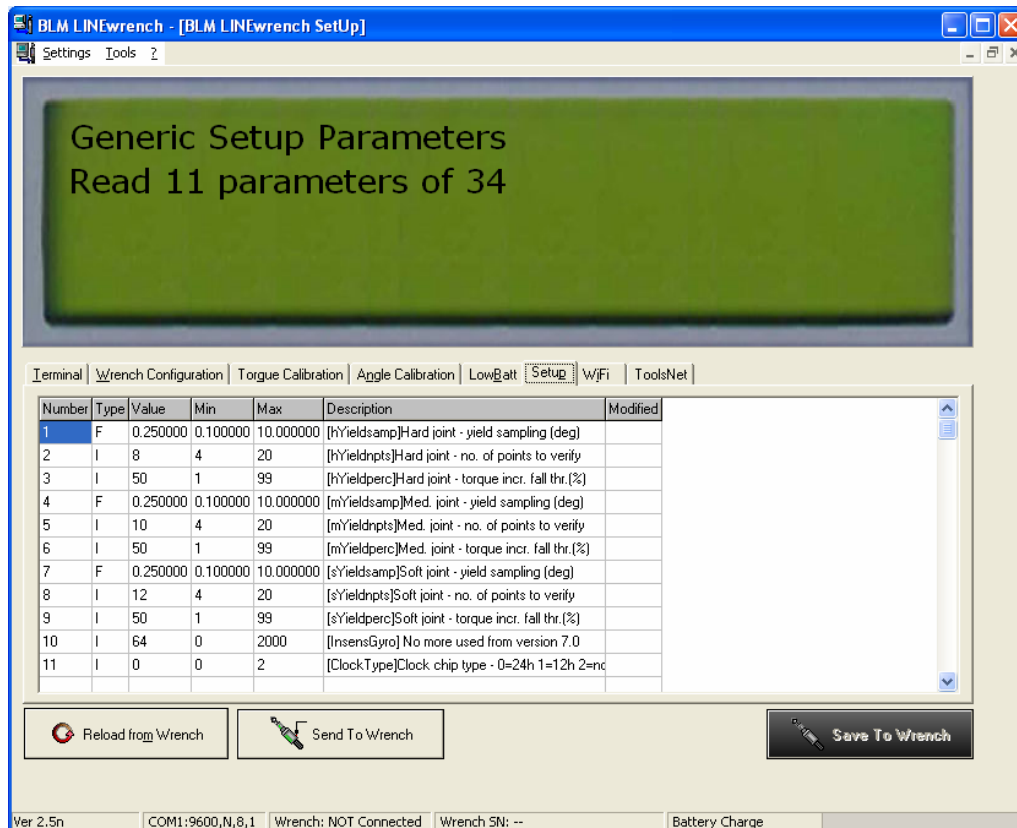 BLM LINEwrench - [BLM LINEwrench SetUp]
Settings Tools ?
Generic Setup Parameters
Read 11 parameters of 34
Terminal Wrench Configuration Torque Calibration Angle Calibration LowBatt Setup WiFi ToolsNet
Number Type Value Min Max Description Modified
1 F 0.250000 0.100000 10.000000 [hYieldsamp]Hard joint - yield sampling (deg)
2 I 8 4 20 [hYieldnpts]Hard joint - no. of points to verify
3 I 50 1 99 [hYieldperc]Hard joint - torque incr. fall thr.(%)
4 F 0.250000 0.100000 10.000000 [mYieldsamp]Med. joint - yield sampling (deg)
5 I 10 4 20 [mYieldnpts]Med. joint - no. of points to verify
6 I 50 1 99 [mYieldperc]Med. joint - torque incr. fall thr.(%)
7 F 0.250000 0.100000 10.000000 [sYieldsamp]Soft joint - yield sampling (deg)
8 I 12 4 20 [sYieldnpts]Soft joint - no. of points to verify
9 I 50 1 99 [sYieldperc]Soft joint - torque incr. fall thr.(%)
10 I 64 0 2000 [InsensGyro] No more used from version 7.0
11 I 0 0 2 [ClockType]Clock chip type - 0=24h 1=12h 2=no
Reload from Wrench Send To Wrench Save To Wrench
Ver 2.5n COM1:9600,N,8,1 Wrench: NOT Connected Wrench SN: -- Battery Charge